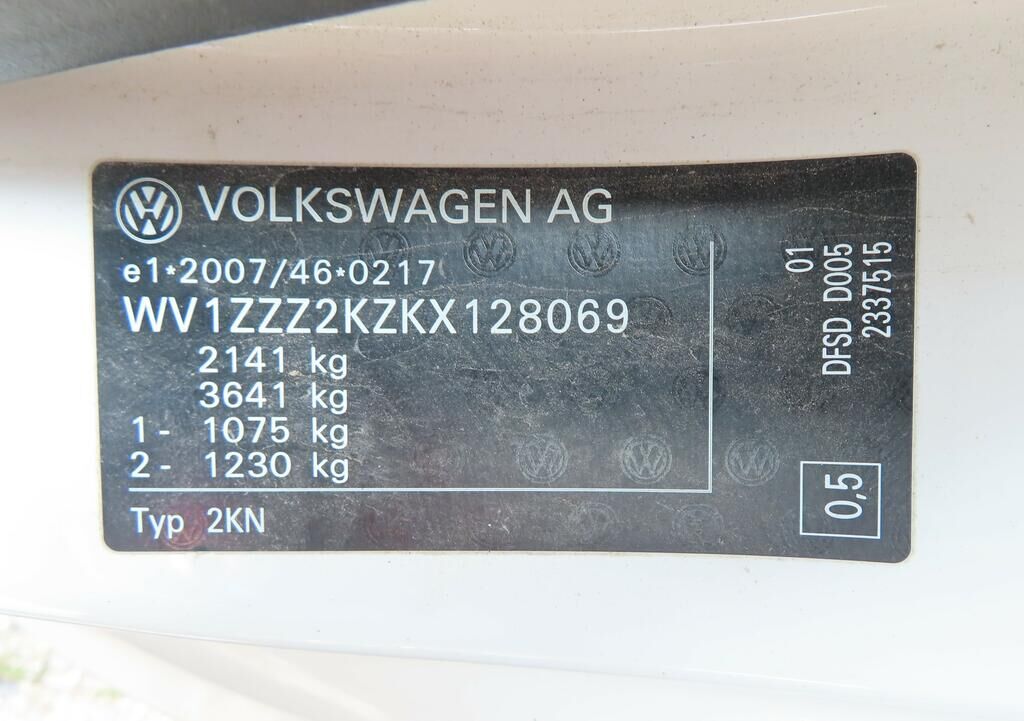 VOLKSWAGEN AG
e1*2007/46*0217
WV1ZZZ2KZKX128069
2141 kg
3641 kg
1- 1075 kg
2- 1230 kg
Typ 2KN
01
DFSD D005
2337515
0,5